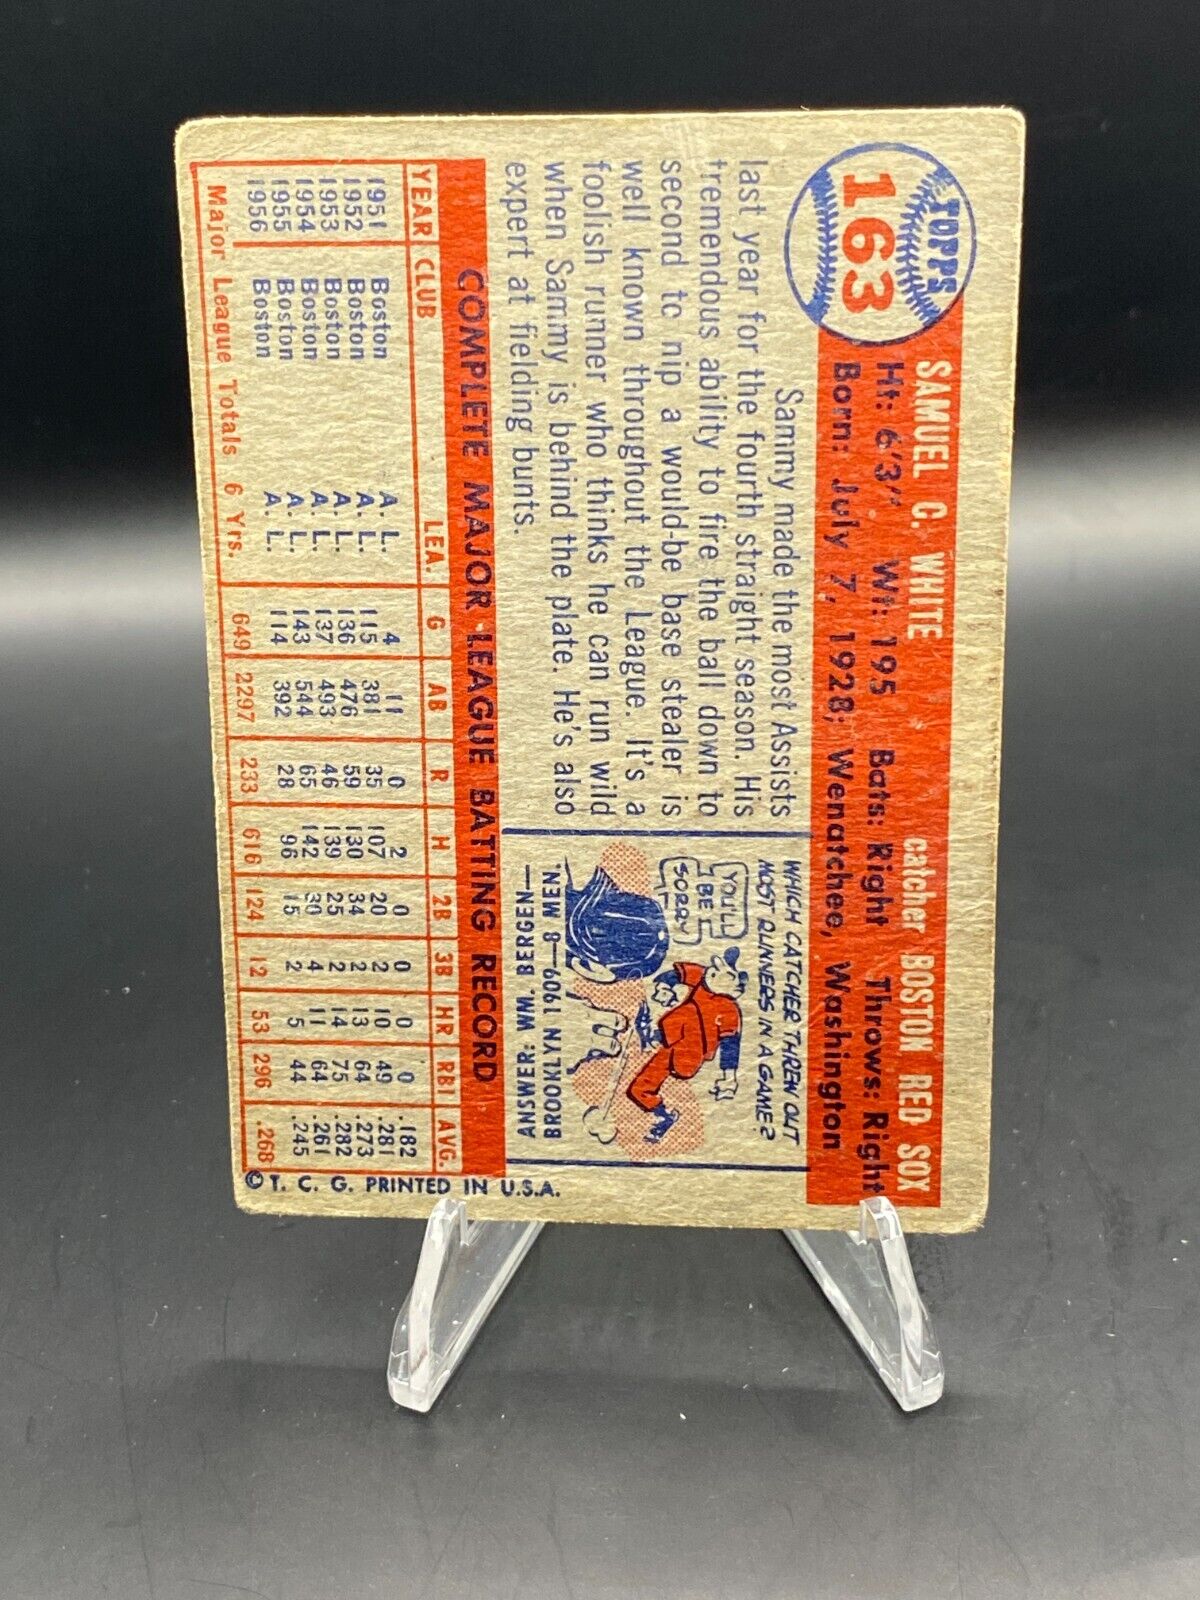 TOPPS
163
SAMUEL C. WHITE catcher BOSTON RED SOX
Ht: 6'3" Wt: 195 Bats: Right Throws: Right
Born: July 7, 1928; Wenatchee, Washington
Sammy made the most Assists
last year for the fourth straight season. His
tremendous ability to fire the ball down to
second to nip a would-be base stealer is
well known throughout the League. It's a
foolish runner who thinks he can run wild
when Sammy is behind the plate. He's also
expert at fielding bunts.
WHICH CATCHER THREW OUT
MOST RUNNERS IN A GAME?
YOU'LL
BE
SORRY
ANSWER: WM. BERGEN—
BROOKLYN 1909—8 MEN.
COMPLETE MAJOR LEAGUE BATTING RECORD
YEAR CLUB LEA. G AB R H 2B 3B HR RBI AVG.
1951 Boston A. L. 4 11 0 2 0 0 0 0 .182
1952 Boston A. L. 115 381 35 107 20 2 10 49 .281
1953 Boston A. L. 136 476 59 130 34 2 13 64 .273
1954 Boston A. L. 137 493 46 139 25 2 14 75 .282
1955 Boston A. L. 143 544 65 142 30 4 11 64 .261
1956 Boston A. L. 114 392 28 96 15 2 5 44 .245
Major League Totals 6 Yrs. 649 2297 233 616 124 12 53 296 .268
© T. C. G. PRINTED IN U.S.A.